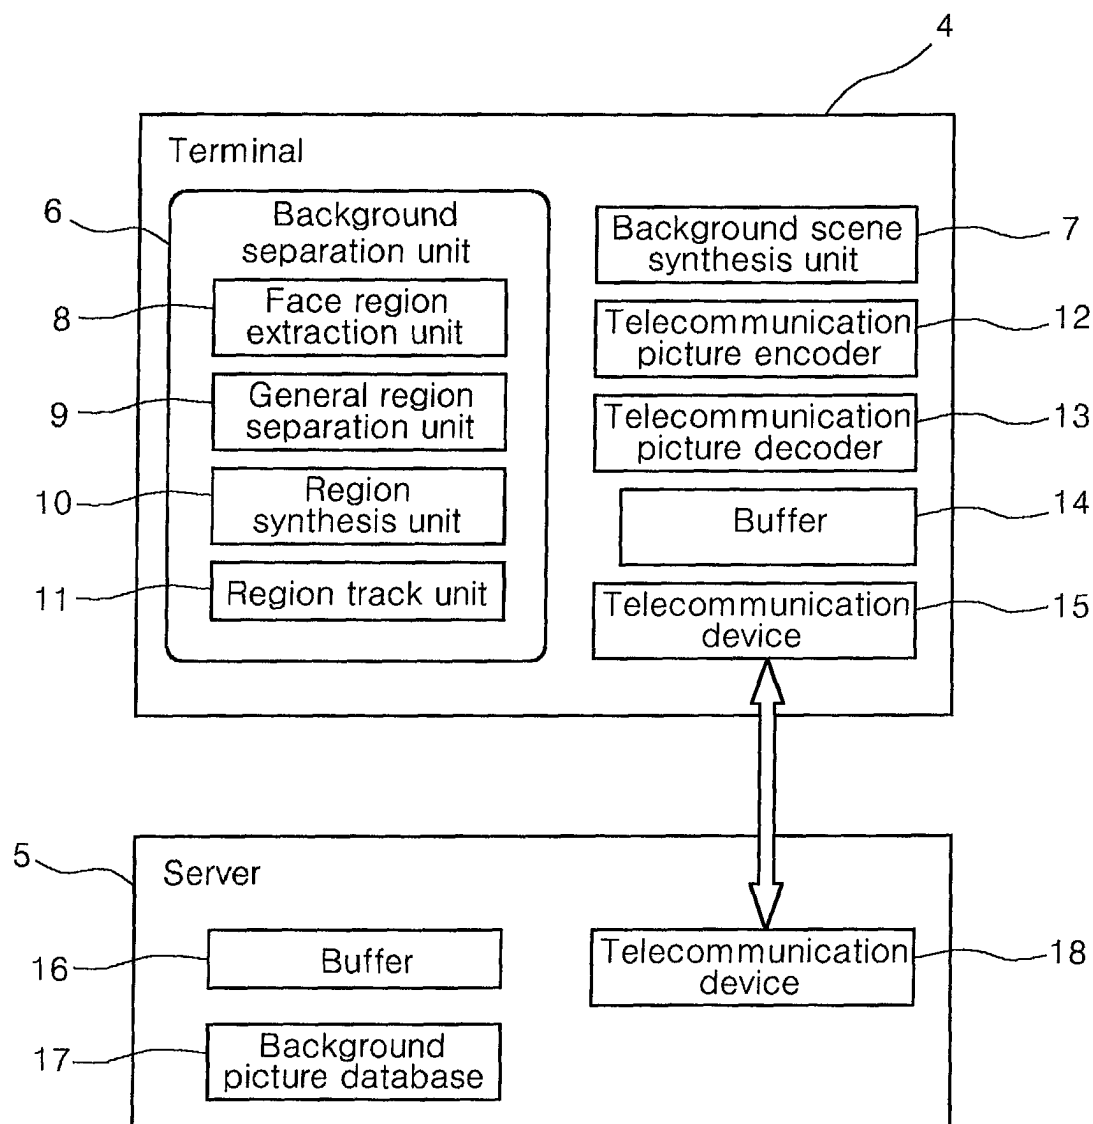 4
Terminal
6
Background
separation unit
8
Face region
extraction unit
9
General region
separation unit
10
Region
synthesis unit
11
Region track unit
Background scene
synthesis unit
7
Telecommunication
picture encoder
12
Telecommunication
picture decoder
13
Buffer
14
Telecommunication
device
15
5
Server
16
Buffer
17
Background
picture database
Telecommunication
device
18